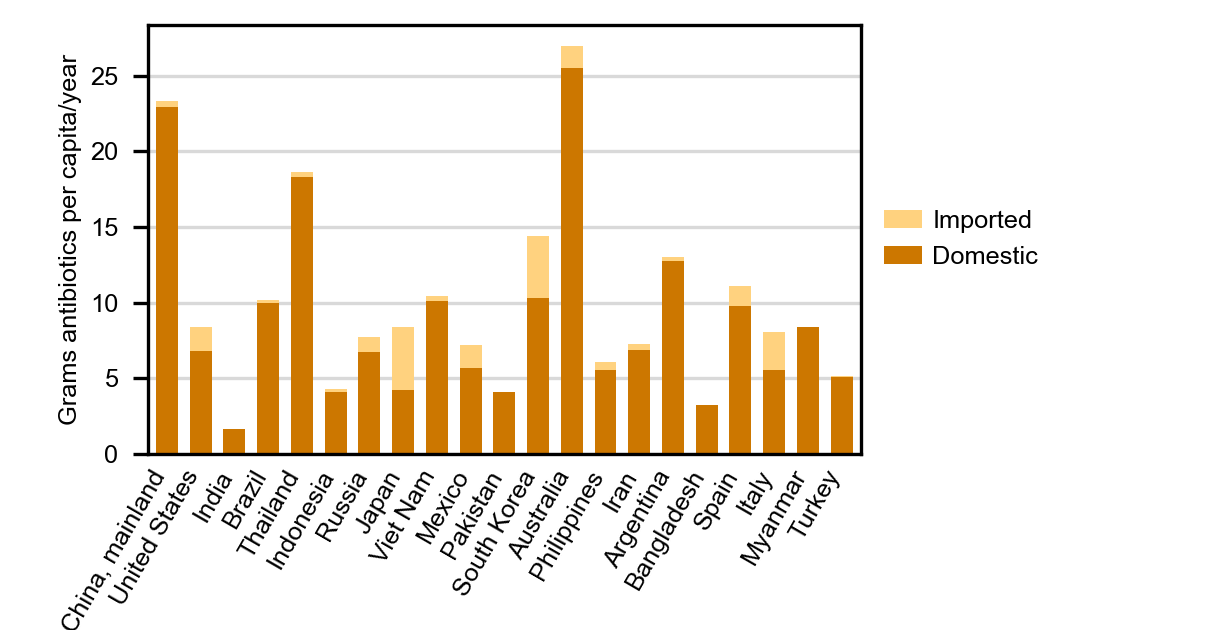 Grams antibiotics per capita/year
25
20
15
10
5
0
China, mainland
United States
India
Brazil
Thailand
Indonesia
Russia
Japan
Viet Nam
Mexico
Pakistan
South Korea
Australia
Philippines
Iran
Argentina
Bangladesh
Spain
Italy
Myanmar
Turkey
Imported
Domestic